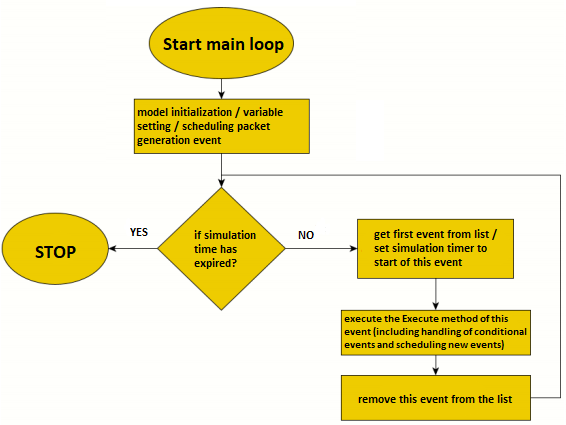 Start main loop
model initialization / variable
setting / scheduling packet
generation event
if simulation
time has
expired?
YES
STOP
NO
get first event from list /
set simulation timer to
start of this event
execute the Execute method of this
event (including handling of conditional
events and scheduling new events)
remove this event from the list